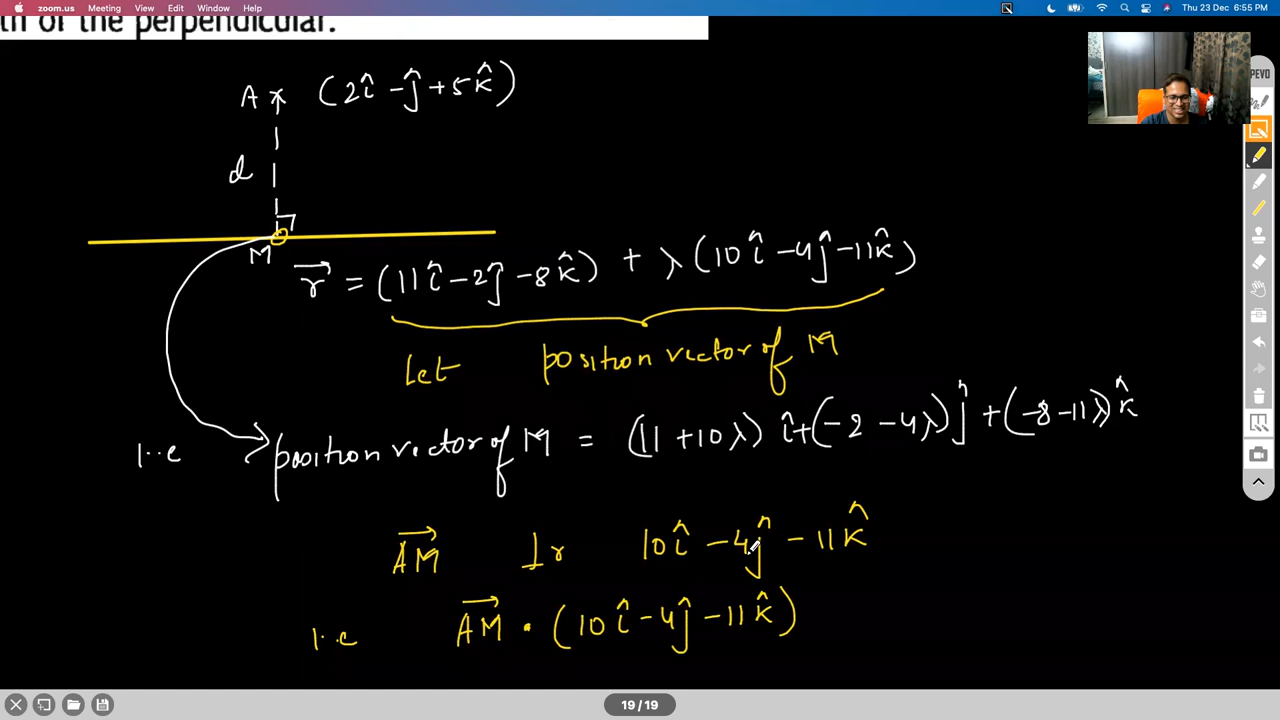 zoom.us Meeting View Edit Window Help Thu 23 Dec 6:55 PM
th of the perpendicular.
A (2î - ĵ + 5k̂)
d
M
r⃗ = (11î - 2ĵ - 8k̂) + λ(10î - 4ĵ - 11k̂)
Let position vector of M
i.e position vector of M = (11 + 10λ) î + (-2 - 4λ)ĵ + (-8 - 11λ)k̂
AM⃗ ⊥r 10î - 4ĵ - 11k̂
i.e AM⃗ · (10î - 4ĵ - 11k̂)
19 / 19